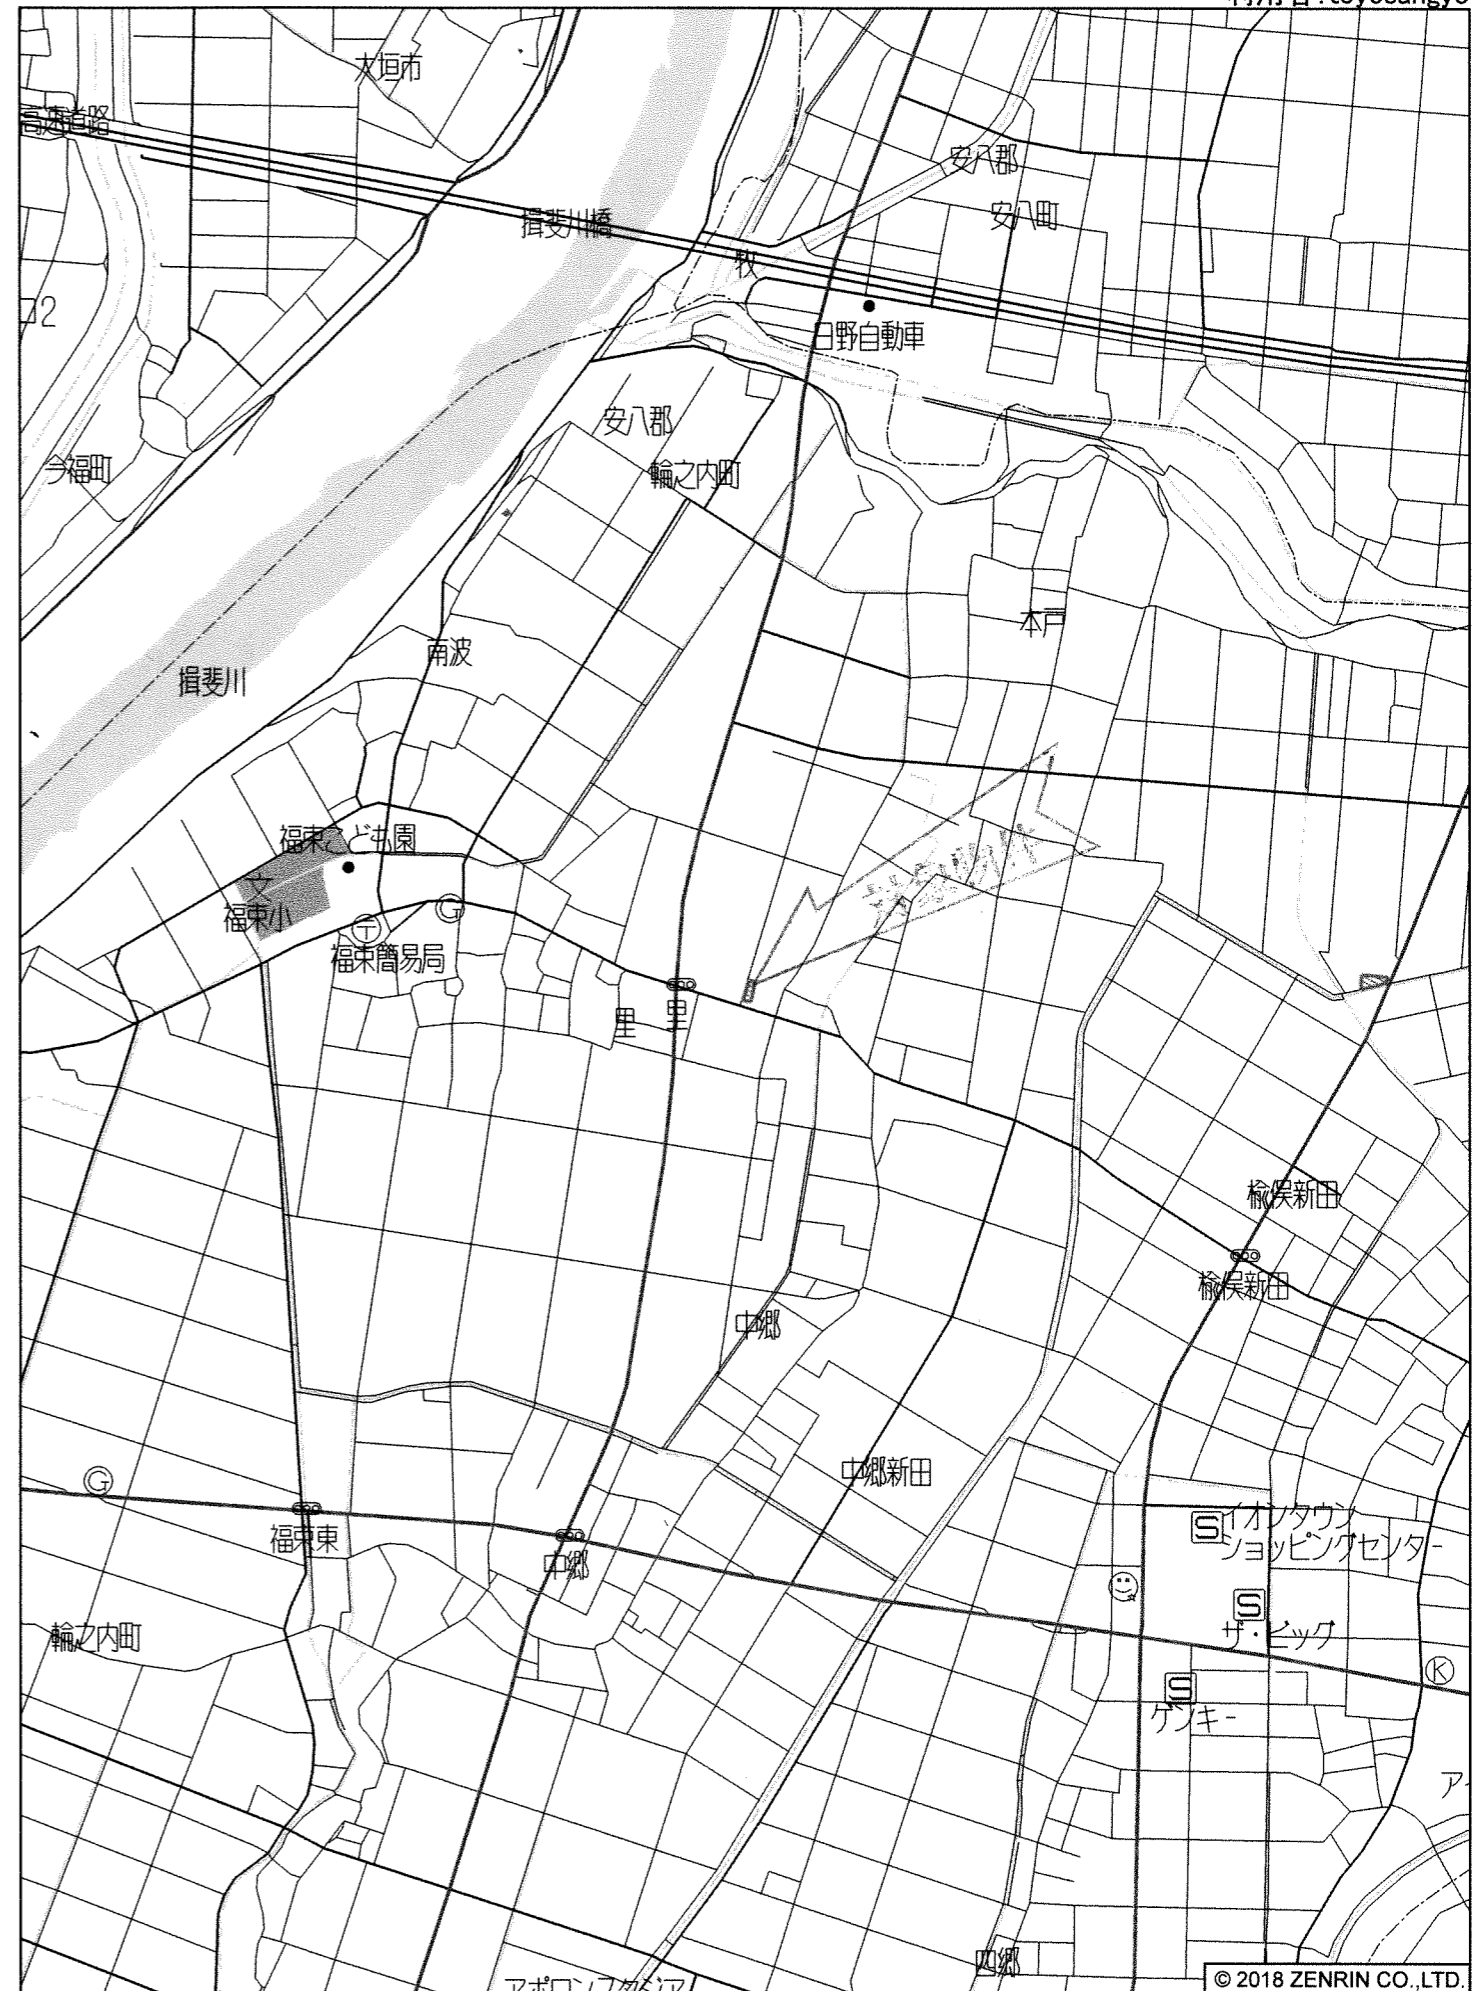 大垣市
高速道路
安八郡
安八町
揖斐川橋
牧
日野自動車
安八郡
輪之内町
今福町
本戸
南波
揖斐川
福束こども園
文
福束小
〒
G
福束簡易局
里
里
楡俣新田
楡俣新田
中郷
中郷新田
G
福束東
中郷
S
イオンタウン
ショッピングセンター
S
ザ・ビッグ
輪之内町
K
S
ゲンキー
四郷
© 2018 ZENRIN CO.,LTD.